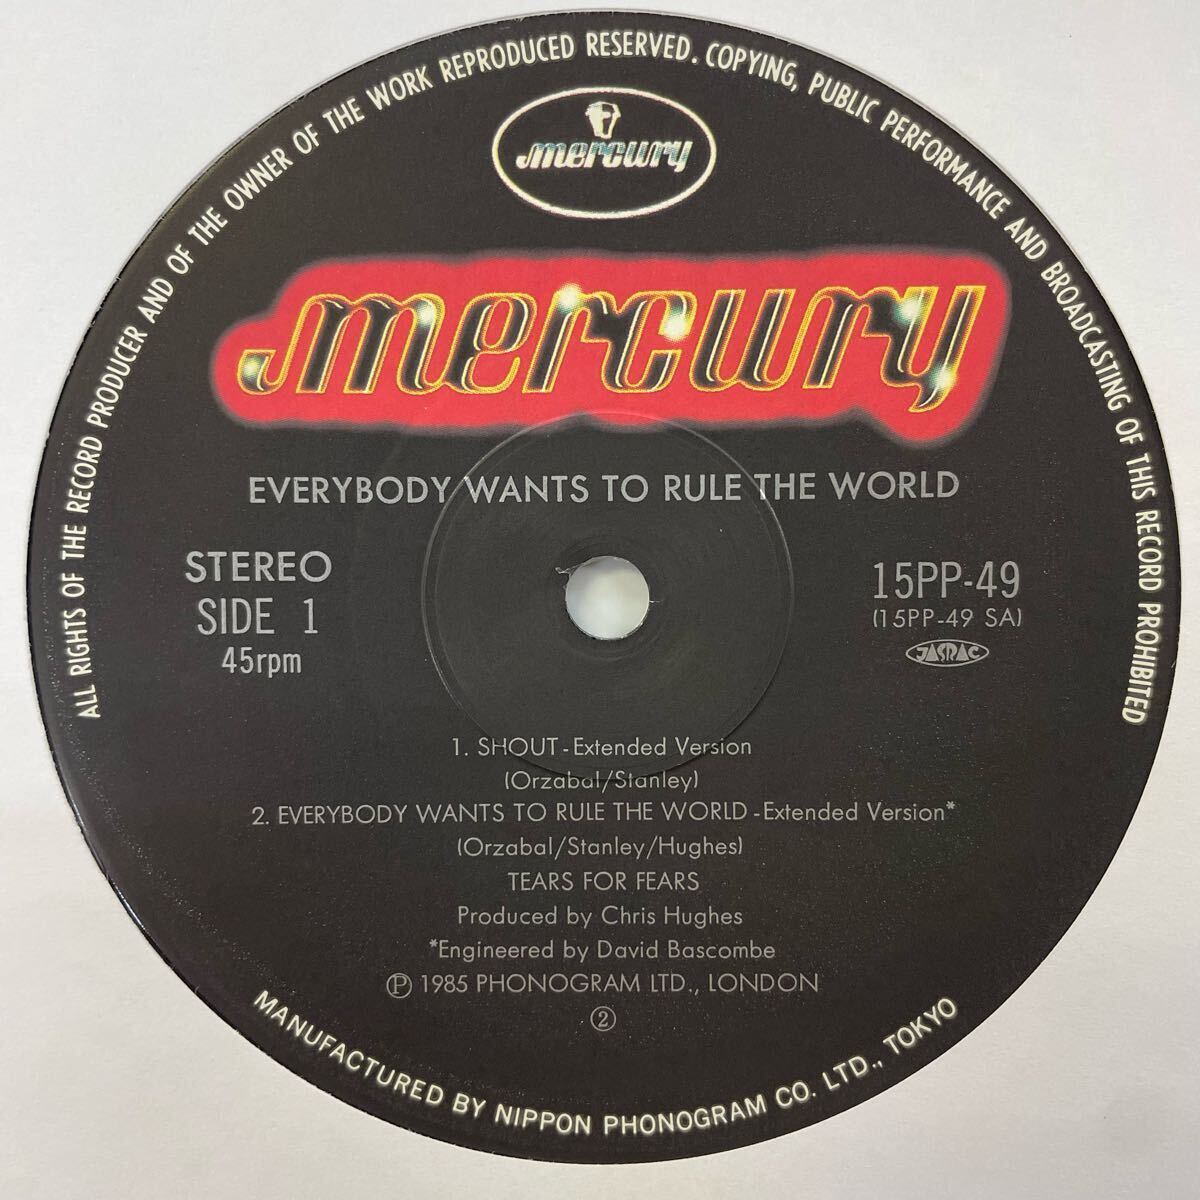 ALL RIGHTS OF THE RECORD PRODUCER AND OF THE OWNER OF THE WORK REPRODUCED RESERVED. COPYING, PUBLIC PERFORMANCE AND BROADCASTING OF THIS RECORD PROHIBITED
mercury
mercury
EVERYBODY WANTS TO RULE THE WORLD
STEREO
SIDE 1
45rpm
15PP-49
(15PP-49 SA)
JASRAC
1. SHOUT-Extended Version
(Orzabal/Stanley)
2. EVERYBODY WANTS TO RULE THE WORLD-Extended Version*
(Orzabal/Stanley/Hughes)
TEARS FOR FEARS
Produced by Chris Hughes
*Engineered by David Bascombe
Ⓟ 1985 PHONOGRAM LTD., LONDON
②
MANUFACTURED BY NIPPON PHONOGRAM CO. LTD., TOKYO